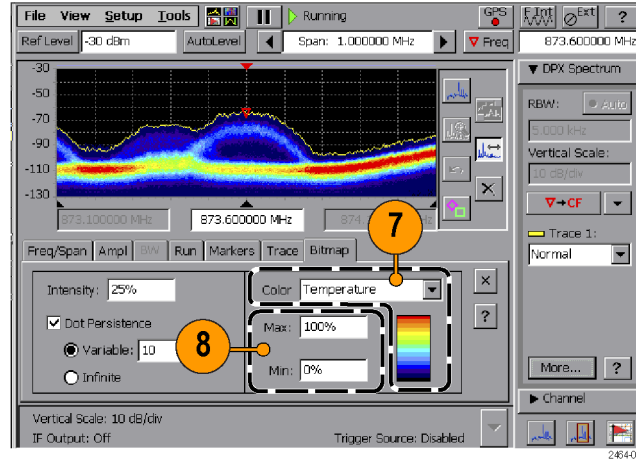 File View Setup Tools Running GPS F Int Ext ?
Ref Level -30 dBm AutoLevel Span: 1.000000 MHz Freq 873.600000 MHz
-30
-50
-70
-90
-110
-130
873.100000 MHz 873.600000 MHz 874. Hz
DPX Spectrum
RBW: Auto
5.000 kHz
Vertical Scale:
10 dB/div
→CF
Trace 1:
Normal
More... ?
Channel
Freq/Span Ampl BW Run Markers Trace Bitmap
7
Intensity: 25% Color Temperature
Dot Persistence Max: 100% ?
Variable: 10 8
Infinite Min: 0%
Vertical Scale: 10 dB/div
IF Output: Off Trigger Source: Disabled
2464-0